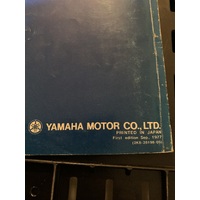 YAMAHA MOTOR CO., LTD.
PRINTED IN JAPAN
First edition Sep. 1977